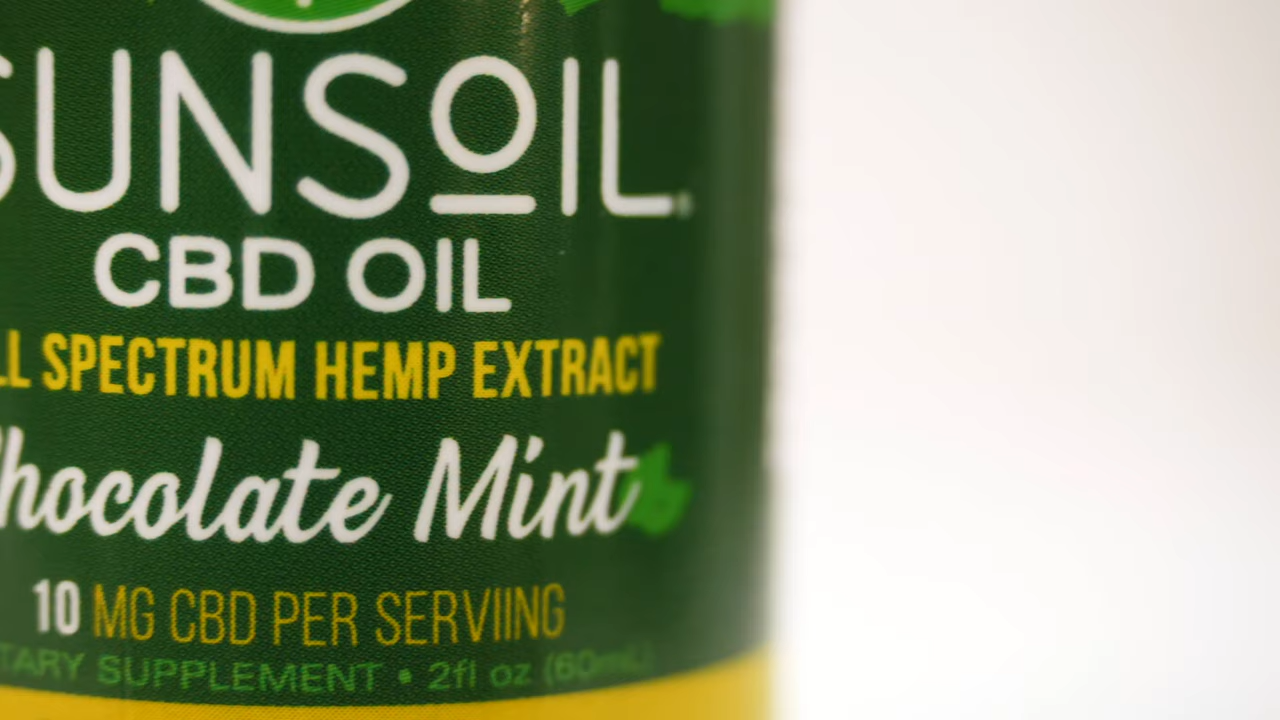 SUNSOIL
CBD OIL
LL SPECTRUM HEMP EXTRACT
hocolate Mint
10 MG CBD PER SERVIING
TARY SUPPLEMENT • 2fl oz (60mL)